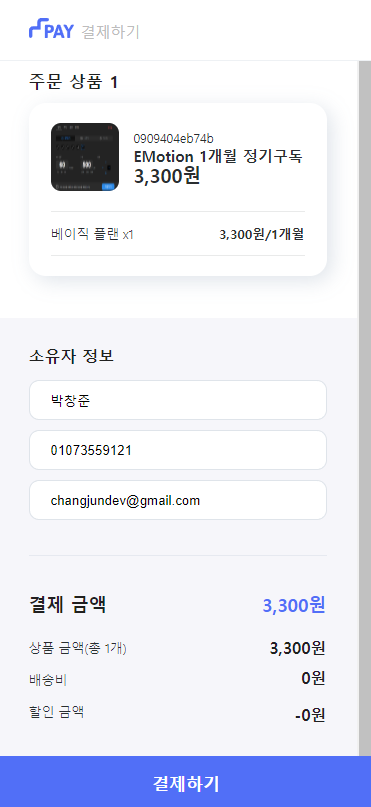 PAY 결제하기
주문 상품 1
0909404eb74b
EMotion 1개월 정기구독
3,300원
베이직 플랜 x1 3,300원/1개월
소유자 정보
박창준
01073559121
changjundev@gmail.com
결제 금액 3,300원
상품 금액(총 1개) 3,300원
배송비 0원
할인 금액 -0원
결제하기